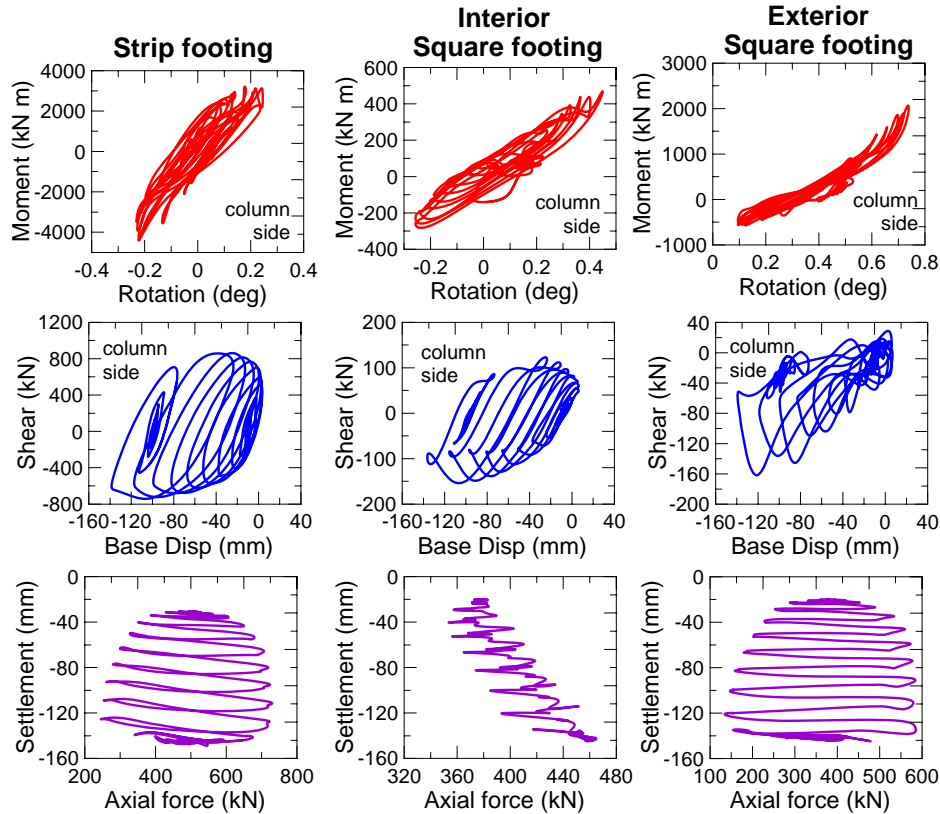 Strip footing
Interior
Square footing
Exterior
Square footing
Moment (kN m)
4000
2000
0
-2000
-4000
column
side
-0.4 -0.2 0 0.2 0.4
Rotation (deg)
Moment (kN m)
600
400
200
0
-200
-400
column
side
-0.2 0 0.2 0.4
Rotation (deg)
Moment (kN m)
3000
2000
1000
0
-1000
column
side
0 0.2 0.4 0.6 0.8
Rotation (deg)
Shear (kN)
1200
800
400
0
-400
-800
column
side
-160 -120 -80 -40 0 40
Base Disp (mm)
Shear (kN)
200
100
0
-100
-200
column
side
-160 -120 -80 -40 0 40
Base Disp (mm)
Shear (kN)
40
0
-40
-80
-120
-160
-200
column
side
-160 -120 -80 -40 0 40
Base Disp (mm)
Settlement (mm)
0
-40
-80
-120
-160
200 400 600 800
Axial force (kN)
Settlement (mm)
0
-40
-80
-120
-160
320 360 400 440 480
Axial force (kN)
Settlement (mm)
0
-40
-80
-120
-160
100 200 300 400 500 600
Axial force (kN)